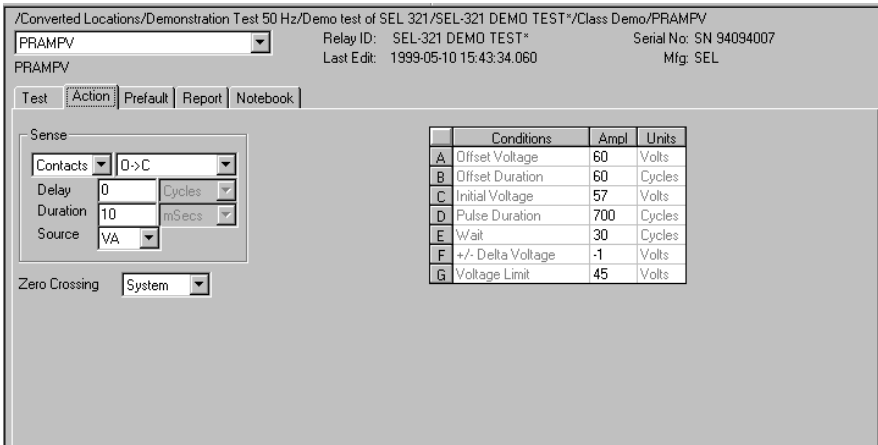 /Converted Locations/Demonstration Test 50 Hz/Demo test of SEL 321/SEL-321 DEMO TEST*/Class Demo/PRAMPV
PRAMPV Relay ID: SEL-321 DEMO TEST* Serial No: SN 94094007
Last Edit: 1999-05-10 15:43:34.060 Mfg: SEL
PRAMPV
Test Action Prefault Report Notebook
Sense
Contacts O->C
Delay 0 Cycles
Duration 10 mSecs
Source VA
Zero Crossing System
Conditions Ampl Units
A Offset Voltage 60 Volts
B Offset Duration 60 Cycles
C Initial Voltage 57 Volts
D Pulse Duration 700 Cycles
E Wait 30 Cycles
F +/- Delta Voltage -1 Volts
G Voltage Limit 45 Volts